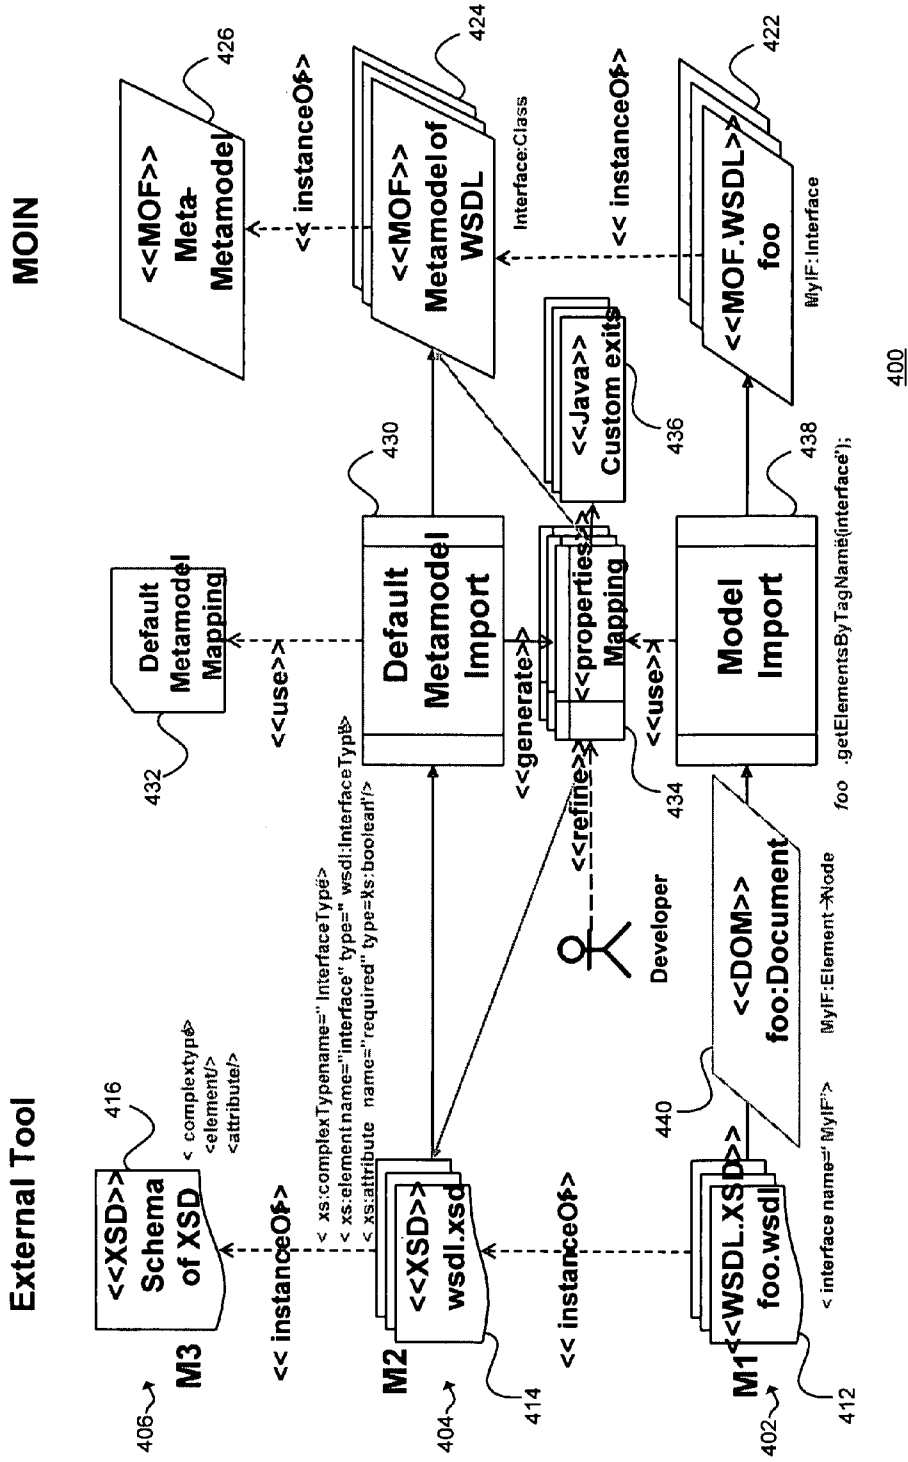 External Tool
MOIN
406
M3
<<XSD>>
Schema
of XSD
416
< complextype>
<element/>
<attribute/>
432
Default
Metamodel
Mapping
<<MOF>>
Meta-
Metamodel
426
<< instanceOf>>
<<use>>
<< instanceOf>>
< xs:complexTypename=" InterfaceType>
< xs:elementname="interface" type=" wsdl:InterfaceType">
< xs:attribute name="required" type=xs:boolean"/>
M2
404
<<XSD>>
wsdl.xsd
414
Default
Metamodel
Import
430
<<MOF>>
Metamodel of
WSDL
424
Interface:Class
<< instanceOf>>
<<generate>>
<<refine>>
Developer
<<properties>>
Mapping
434
<<Java>>
Custom exits
436
<<use>>
<< instanceOf>>
M1
402
<<WSDL.XSD>>
foo.wsdl
412
< interface name=" MyIF">
440
<<DOM>>
foo:Document
MyIF:Element→Node
Model
Import
438
foo .getElementsByTagName(interface");
<<MOF.WSDL>>
foo
422
MyIF:Interface
400